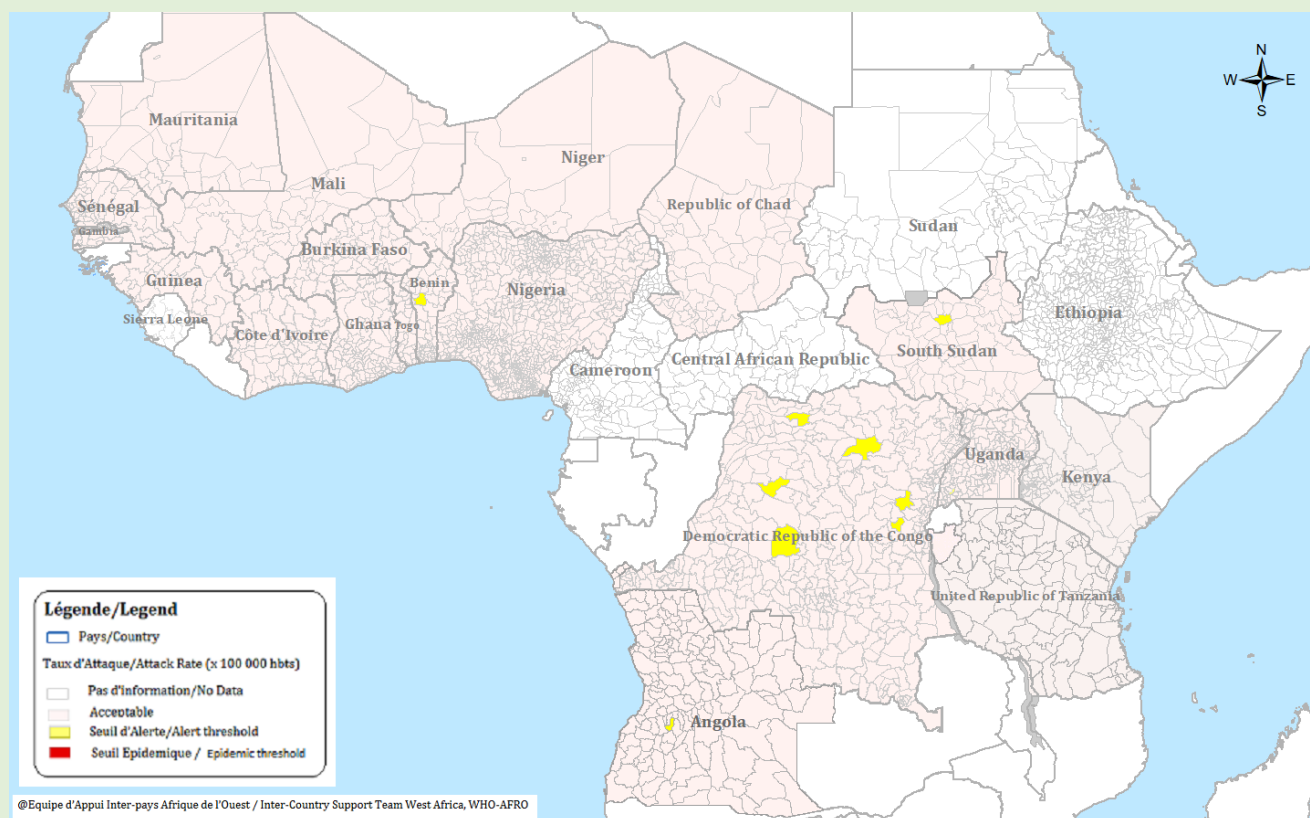 N
W E
S
Mauritania
Niger
Mali
Sénégal
Republic of Chad
Gambia
Sudan
Burkina Faso
Guinea
Benin
Nigeria
Ethiopia
Sierra Leone
Ghana
Togo
Côte d'Ivoire
South Sudan
Central African Republic
Cameroon
Uganda
Kenya
Democratic Republic of the Congo
United Republic of Tanzania
Angola
Légende/Legend
Pays/Country
Taux d'Attaque/Attack Rate (x 100 000 hbts)
Pas d'information/No Data
Acceptable
Seuil d'Alerte/Alert threshold
Seuil Epidemique / Epidemic threshold
@Equipe d'Appui Inter-pays Afrique de l'Ouest / Inter-Country Support Team West Africa, WHO-AFRO